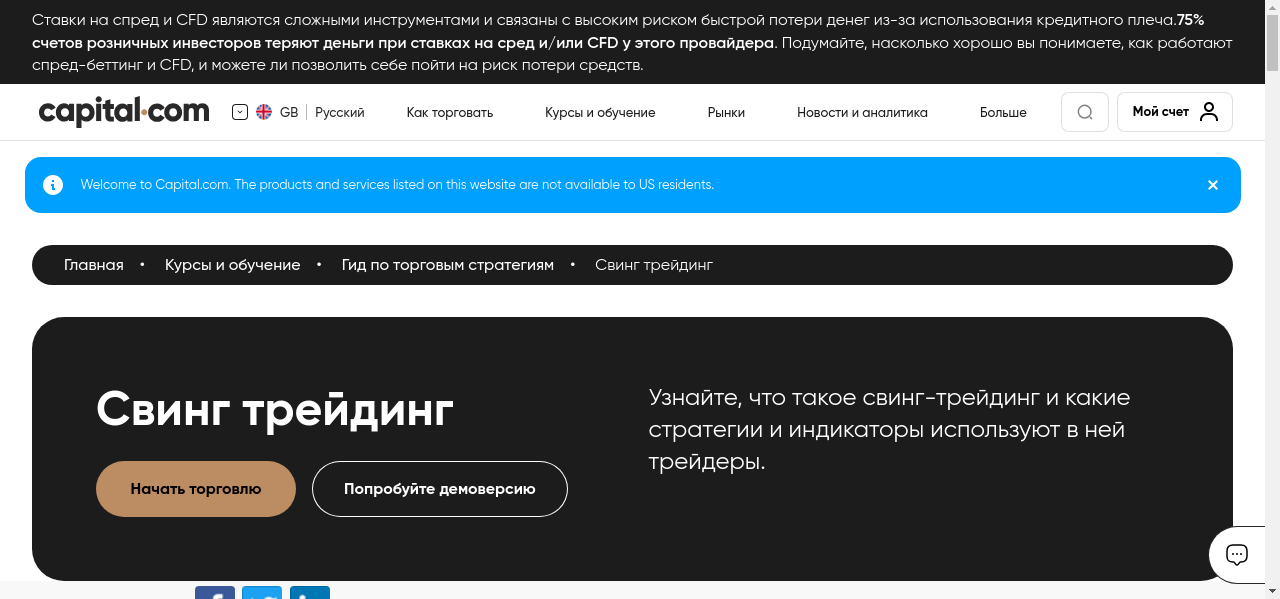 Ставки на спред и CFD являются сложными инструментами и связаны с высоким риском быстрой потери денег из-за использования кредитного плеча.75%
счетов розничных инвесторов теряют деньги при ставках на сред и/или CFD у этого провайдера. Подумайте, насколько хорошо вы понимаете, как работают
спред-беттинг и CFD, и можете ли позволить себе пойти на риск потери средств.
capital.com
GB
Русский
Как торговать
Курсы и обучение
Рынки
Новости и аналитика
Больше
Мой счет
Welcome to Capital.com. The products and services listed on this website are not available to US residents.
Главная • Курсы и обучение • Гид по торговым стратегиям • Свинг трейдинг
Свинг трейдинг
Начать торговлю
Попробуйте демоверсию
Узнайте, что такое свинг-трейдинг и какие
стратегии и индикаторы используют в ней
трейдеры.